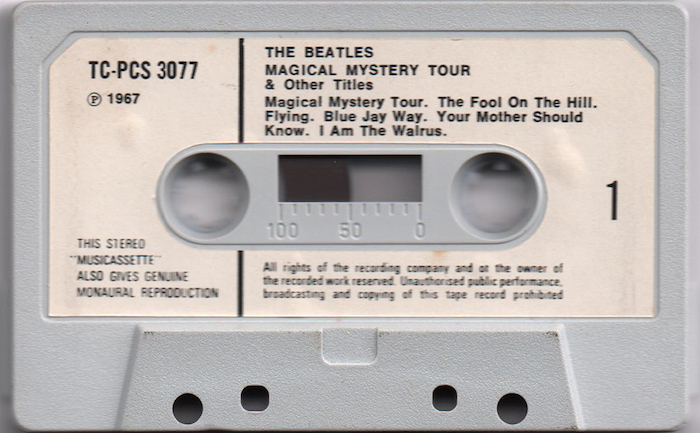 TC-PCS 3077
Ⓟ 1967
THE BEATLES
MAGICAL MYSTERY TOUR
& Other Titles
Magical Mystery Tour. The Fool On The Hill.
Flying. Blue Jay Way. Your Mother Should
Know. I Am The Walrus.
100 50 0
1
THIS STEREO
"MUSICASSETTE"
ALSO GIVES GENUINE
MONAURAL REPRODUCTION
All rights of the recording company and of the owner of
the recorded work reserved. Unauthorised public performance,
broadcasting and copying of this tape record prohibited